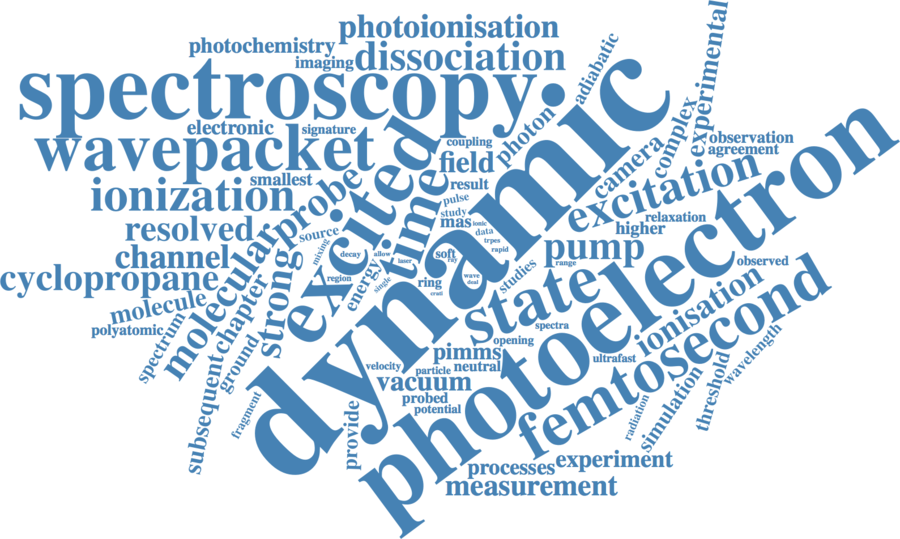 photoionisation
photochemistry
dissociation
imaging
adiabatic
experimental
spectroscopy.
dynamic
electronic
signature
photon
complex
camera
observation
agreement
wavepacket
excited
coupling
field
smallest
probe
excitation
photoelectron
ionization
time
result
pulse
study
mas
ionic
data
trpes
rapid
relaxation
higher
resolved
molecular
source
mixing
decay
allow
laser
soft
ray
pump
channel
strong
region
energy
single
ring
crati
wave
deal
studies
range
observed
cyclopropane
molecule
chapter
state
ionisation
femtosecond
polyatomic
spectrum
subsequent
ground
opening
spectra
pimms
neutral
ultrafast
wavelength
velocity
particle
vacuum
probed
potential
threshold
simulation
radiation
fragment
provide
processes
experiment
measurement